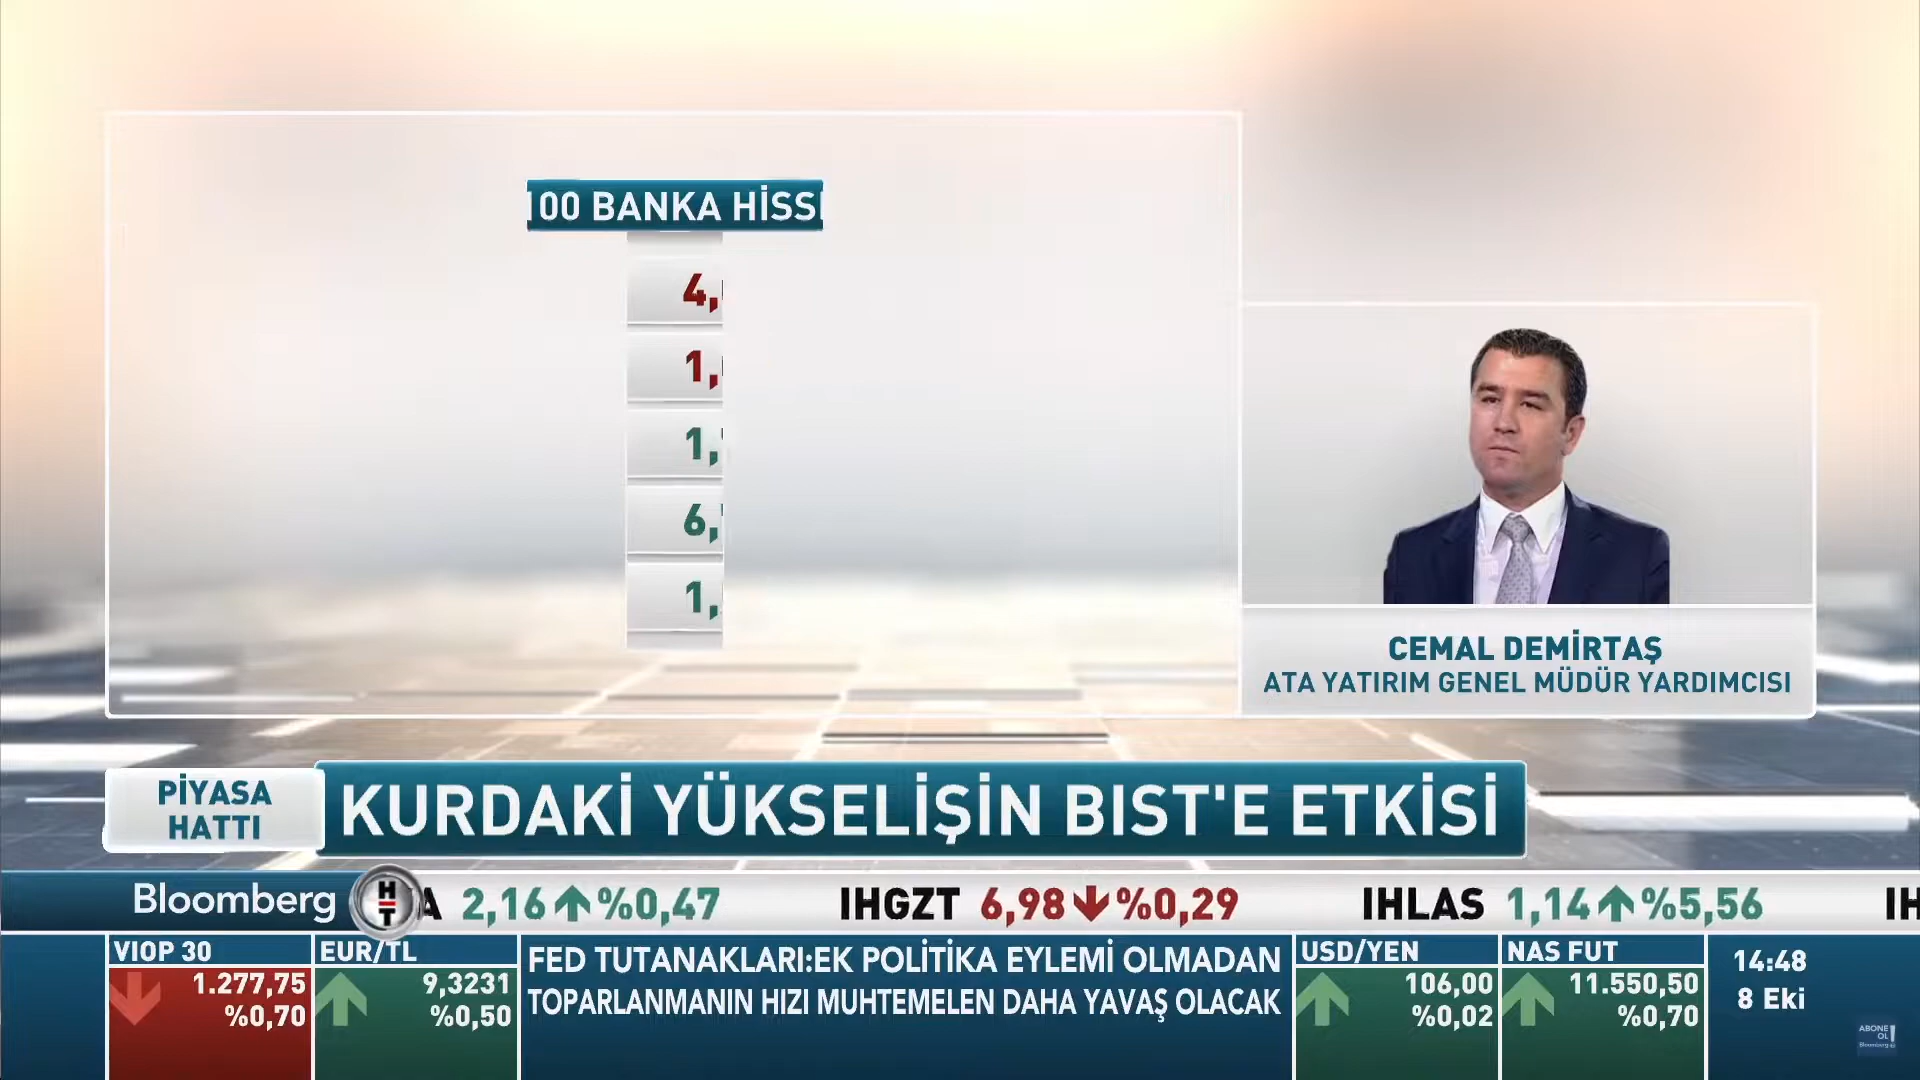 100 BANKA HİSS
4,
1,
1,
6,
1,
CEMAL DEMİRTAŞ
ATA YATIRIM GENEL MÜDÜR YARDIMCISI
PİYASA
HATTI
KURDAKİ YÜKSELİŞİN BIST'E ETKİSİ
Bloomberg HT
A 2,16 %0,47 IHGZT 6,98 %0,29 IHLAS 1,14 %5,56 IH
VIOP 30
1.277,75
%0,70
EUR/TL
9,3231
%0,50
FED TUTANAKLARI:EK POLİTİKA EYLEMİ OLMADAN
TOPARLANMANIN HIZI MUHTEMELEN DAHA YAVAŞ OLACAK
USD/YEN
106,00
%0,02
NAS FUT
11.550,50
%0,70
14:48
8 Eki
ABONE
OL!
Bloomberg